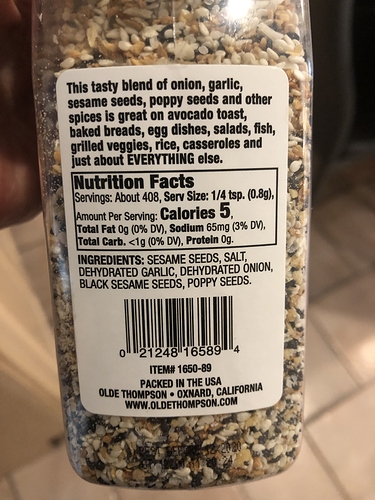 This tasty blend of onion, garlic,
sesame seeds, poppy seeds and other
spices is great on avocado toast,
baked breads, egg dishes, salads, fish,
grilled veggies, rice, casseroles and
just about EVERYTHING else.
Nutrition Facts
Servings: About 408, Serv Size: 1/4 tsp. (0.8g),
Amount Per Serving: Calories 5,
Total Fat 0g (0% DV), Sodium 65mg (3% DV),
Total Carb. <1g (0% DV), Protein 0g.
INGREDIENTS: SESAME SEEDS, SALT,
DEHYDRATED GARLIC, DEHYDRATED ONION,
BLACK SESAME SEEDS, POPPY SEEDS.
0 21248 16589 4
ITEM# 1650-89
PACKED IN THE USA
OLDE THOMPSON • OXNARD, CALIFORNIA
WWW.OLDETHOMPSON.COM